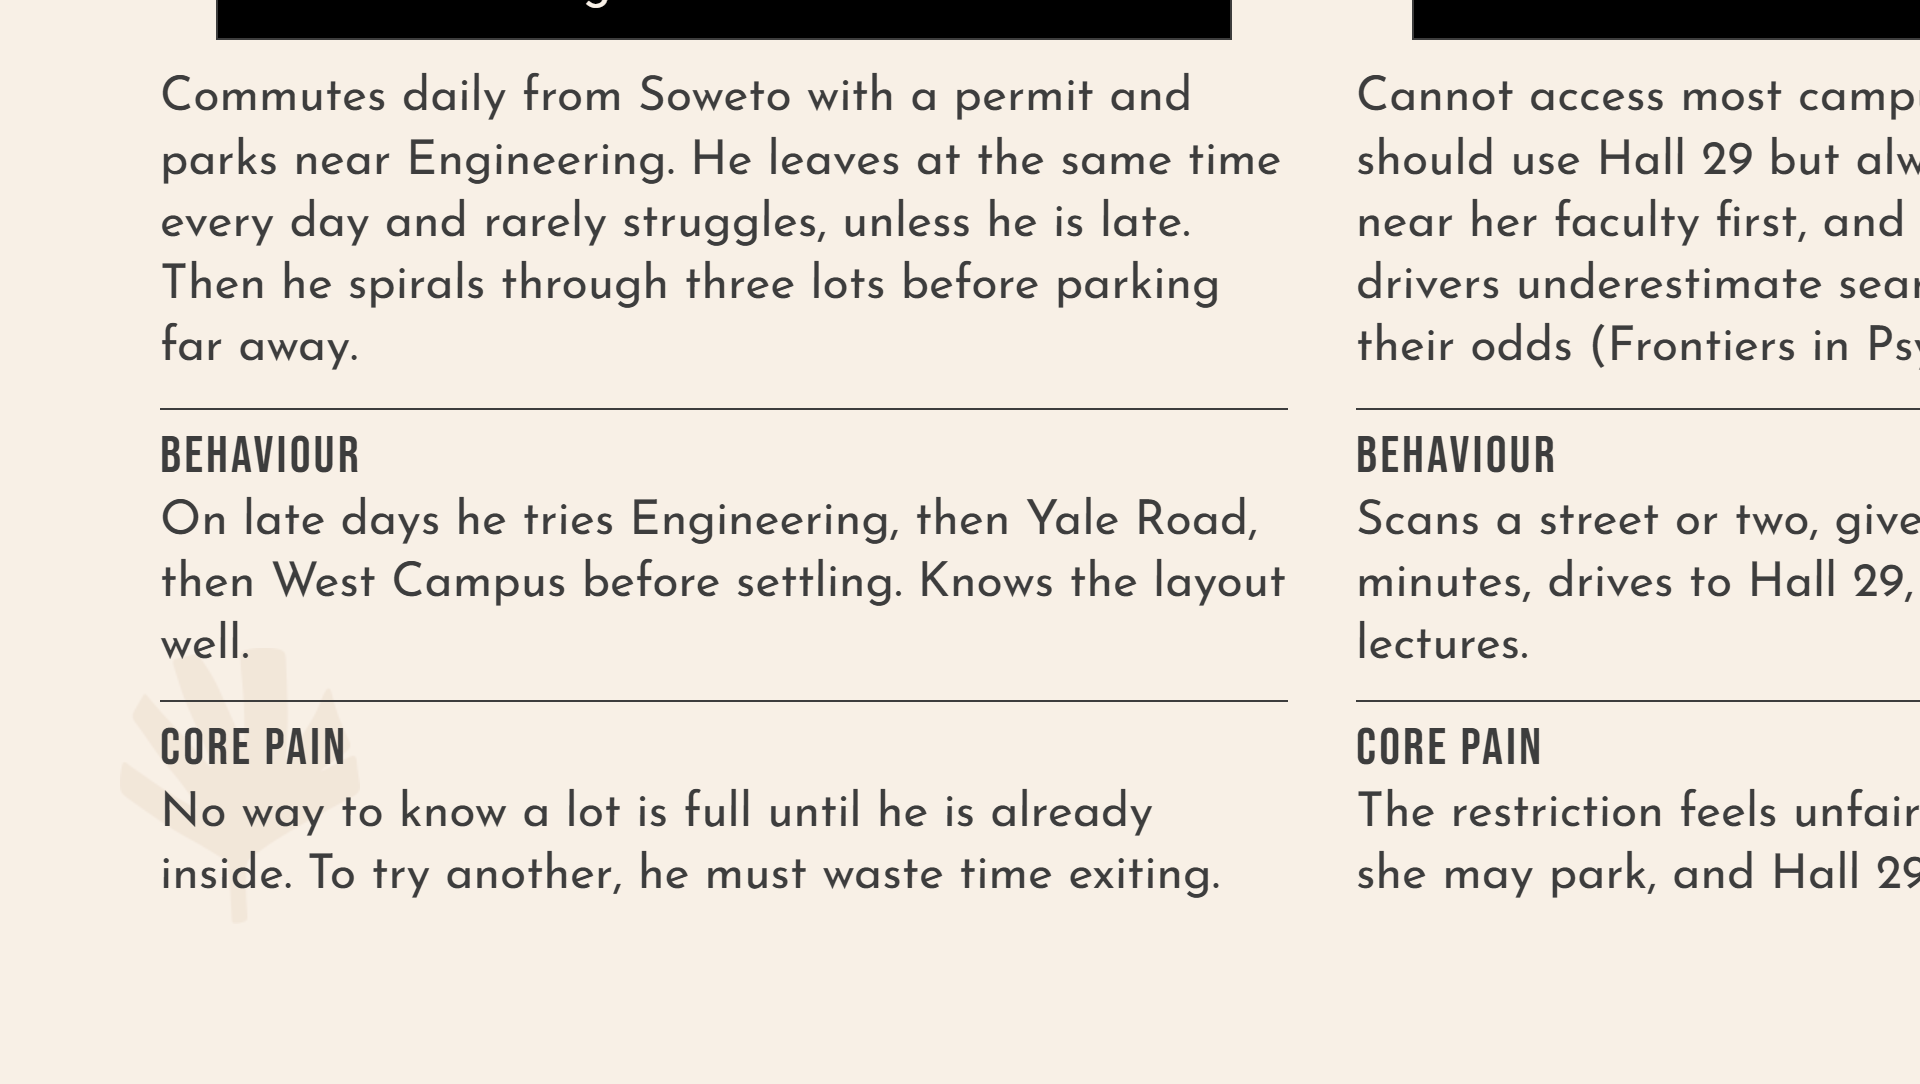 Commutes daily from Soweto with a permit and
parks near Engineering. He leaves at the same time
every day and rarely struggles, unless he is late.
Then he spirals through three lots before parking
far away.
BEHAVIOUR
On late days he tries Engineering, then Yale Road,
then West Campus before settling. Knows the layout
well.
CORE PAIN
No way to know a lot is full until he is already
inside. To try another, he must waste time exiting.
Cannot access most
should use Hall 29 but
near her faculty first, and
drivers underestimate
their odds (Frontiers in
BEHAVIOUR
Scans a street or two,
minutes, drives to Hall 29,
lectures.
CORE PAIN
The restriction feels unfair
she may park, and Hall 29